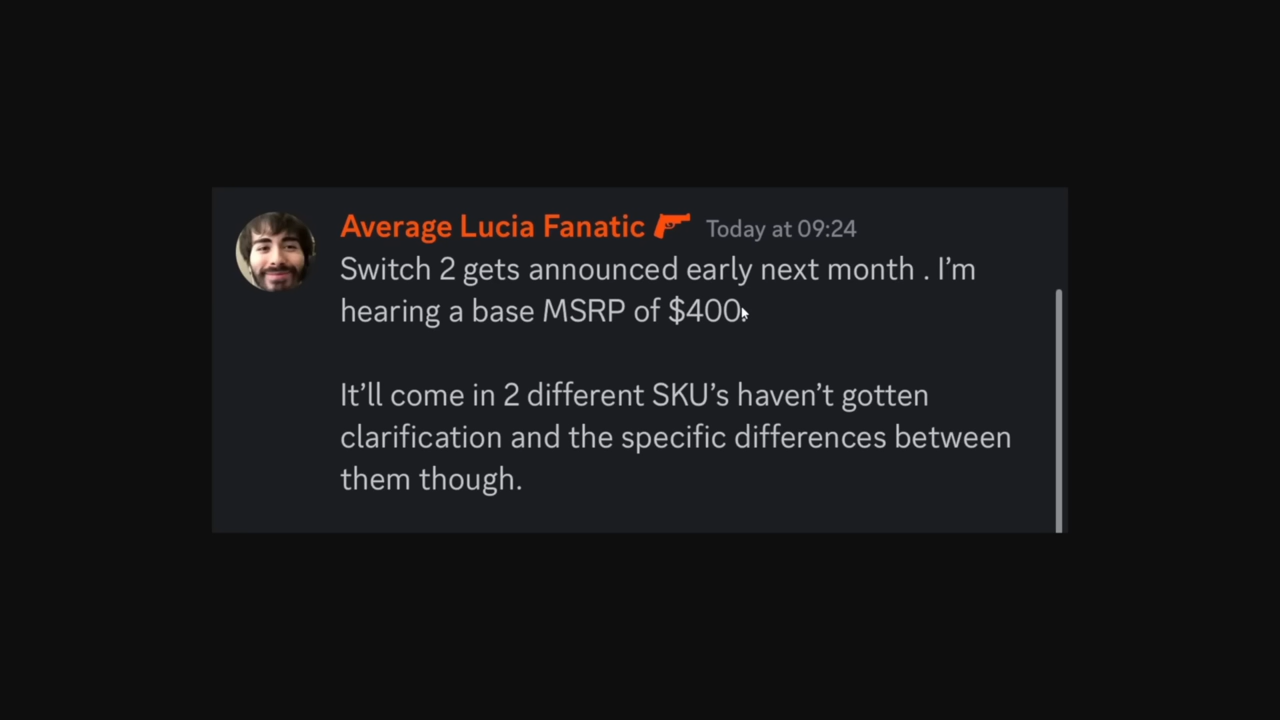 Average Lucia Fanatic Today at 09:24
Switch 2 gets announced early next month . I’m
hearing a base MSRP of $400.
It’ll come in 2 different SKU’s haven’t gotten
clarification and the specific differences between
them though.